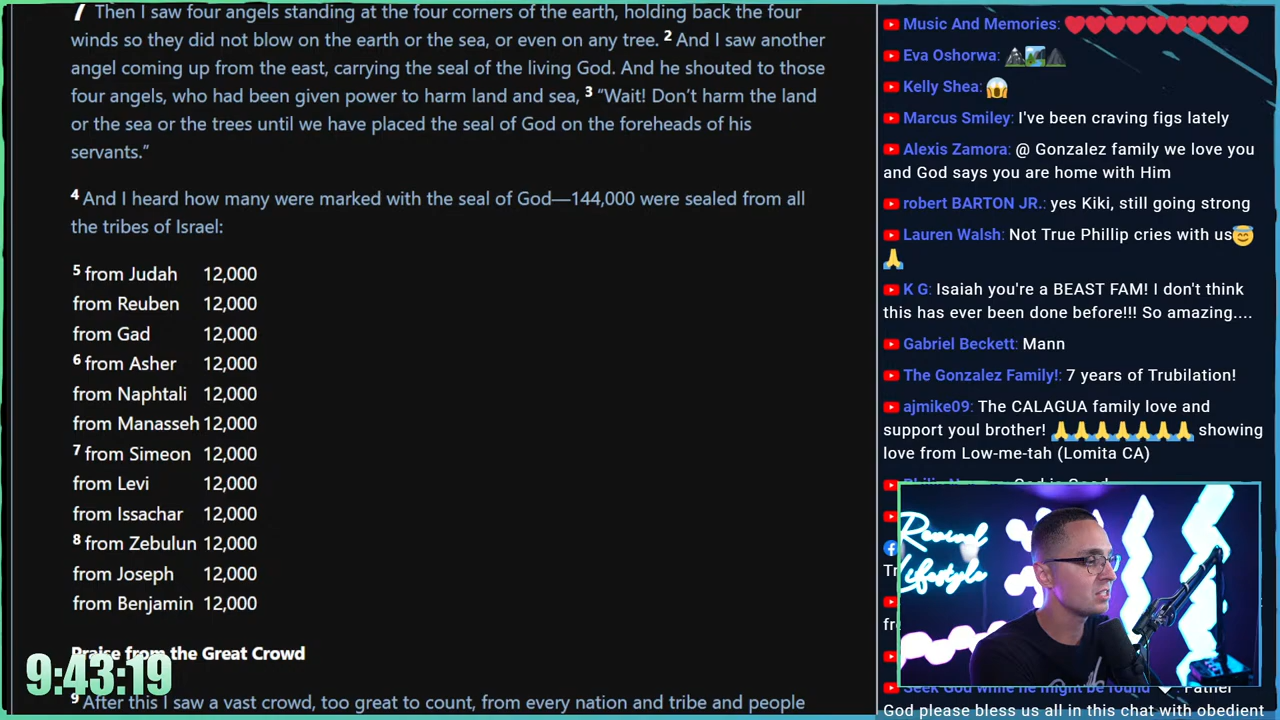 7 Then I saw four angels standing at the four corners of the earth, holding back the four
winds so they did not blow on the earth or the sea, or even on any tree. 2 And I saw another
angel coming up from the east, carrying the seal of the living God. And he shouted to those
four angels, who had been given power to harm land and sea, 3 “Wait! Don’t harm the land
or the sea or the trees until we have placed the seal of God on the foreheads of his
servants.”
4 And I heard how many were marked with the seal of God—144,000 were sealed from all
the tribes of Israel:
5 from Judah 12,000
from Reuben 12,000
from Gad 12,000
6 from Asher 12,000
from Naphtali 12,000
from Manasseh 12,000
7 from Simeon 12,000
from Levi 12,000
from Issachar 12,000
8 from Zebulun 12,000
from Joseph 12,000
from Benjamin 12,000
Praise from the Great Crowd
9 After this I saw a vast crowd, too great to count, from every nation and tribe and people
9:43:19
Music And Memories: ❤❤❤❤❤❤❤❤❤
Eva Oshorwa:
Kelly Shea: 😱
Marcus Smiley: I've been craving figs lately
Alexis Zamora: @ Gonzalez family we love you
and God says you are home with Him
robert BARTON JR.: yes Kiki, still going strong
Lauren Walsh: Not True Phillip cries with us😇
🙏
K G: Isaiah you're a BEAST FAM! I don't think
this has ever been done before!!! So amazing....
Gabriel Beckett: Mann
The Gonzalez Family!: 7 years of Trubilation!
ajmike09: The CALAGUA family love and
support youl brother! 🙏🙏🙏🙏🙏🙏🙏 showing
love from Low-me-tah (Lomita CA)
Revival
Lifestyle
Seek God while he might be found
God please bless us all in this chat with obedient